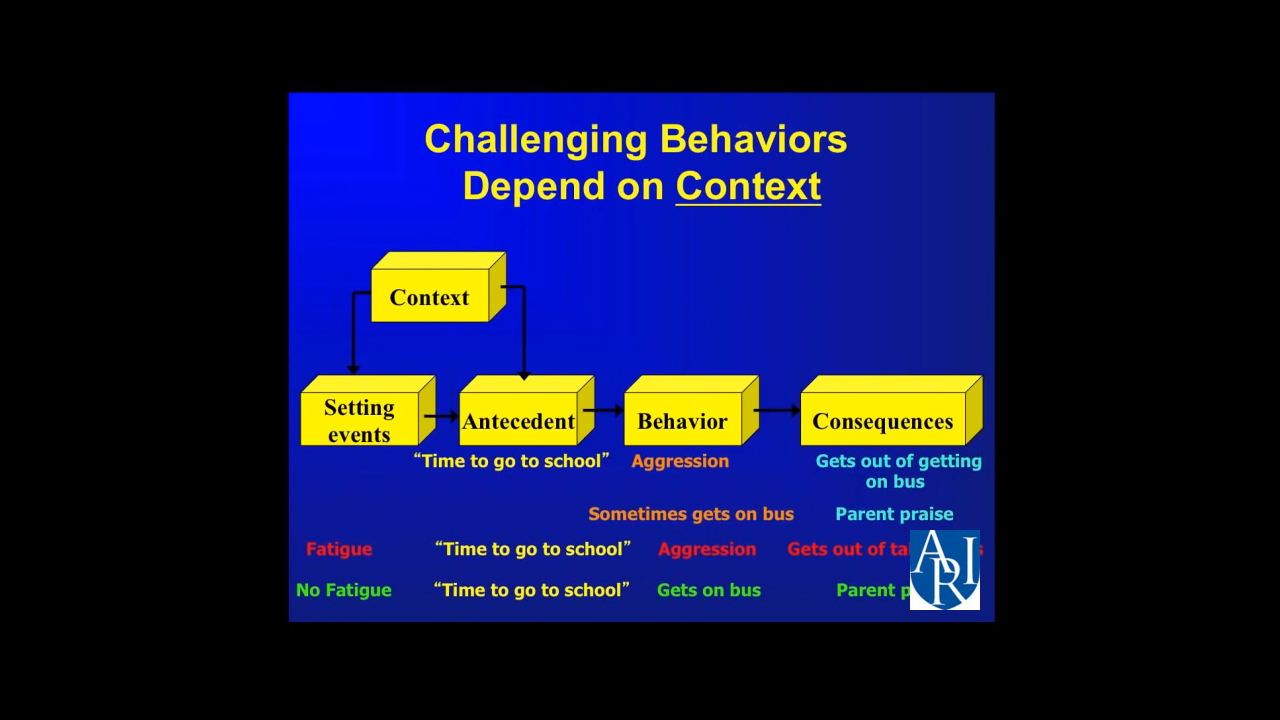 Challenging Behaviors
Depend on Context
Context
Setting
events
Antecedent
Behavior
Consequences
“Time to go to school” Aggression Gets out of getting
on bus
Sometimes gets on bus Parent praise
Fatigue “Time to go to school” Aggression Gets out of
No Fatigue “Time to go to school” Gets on bus Parent
ARI